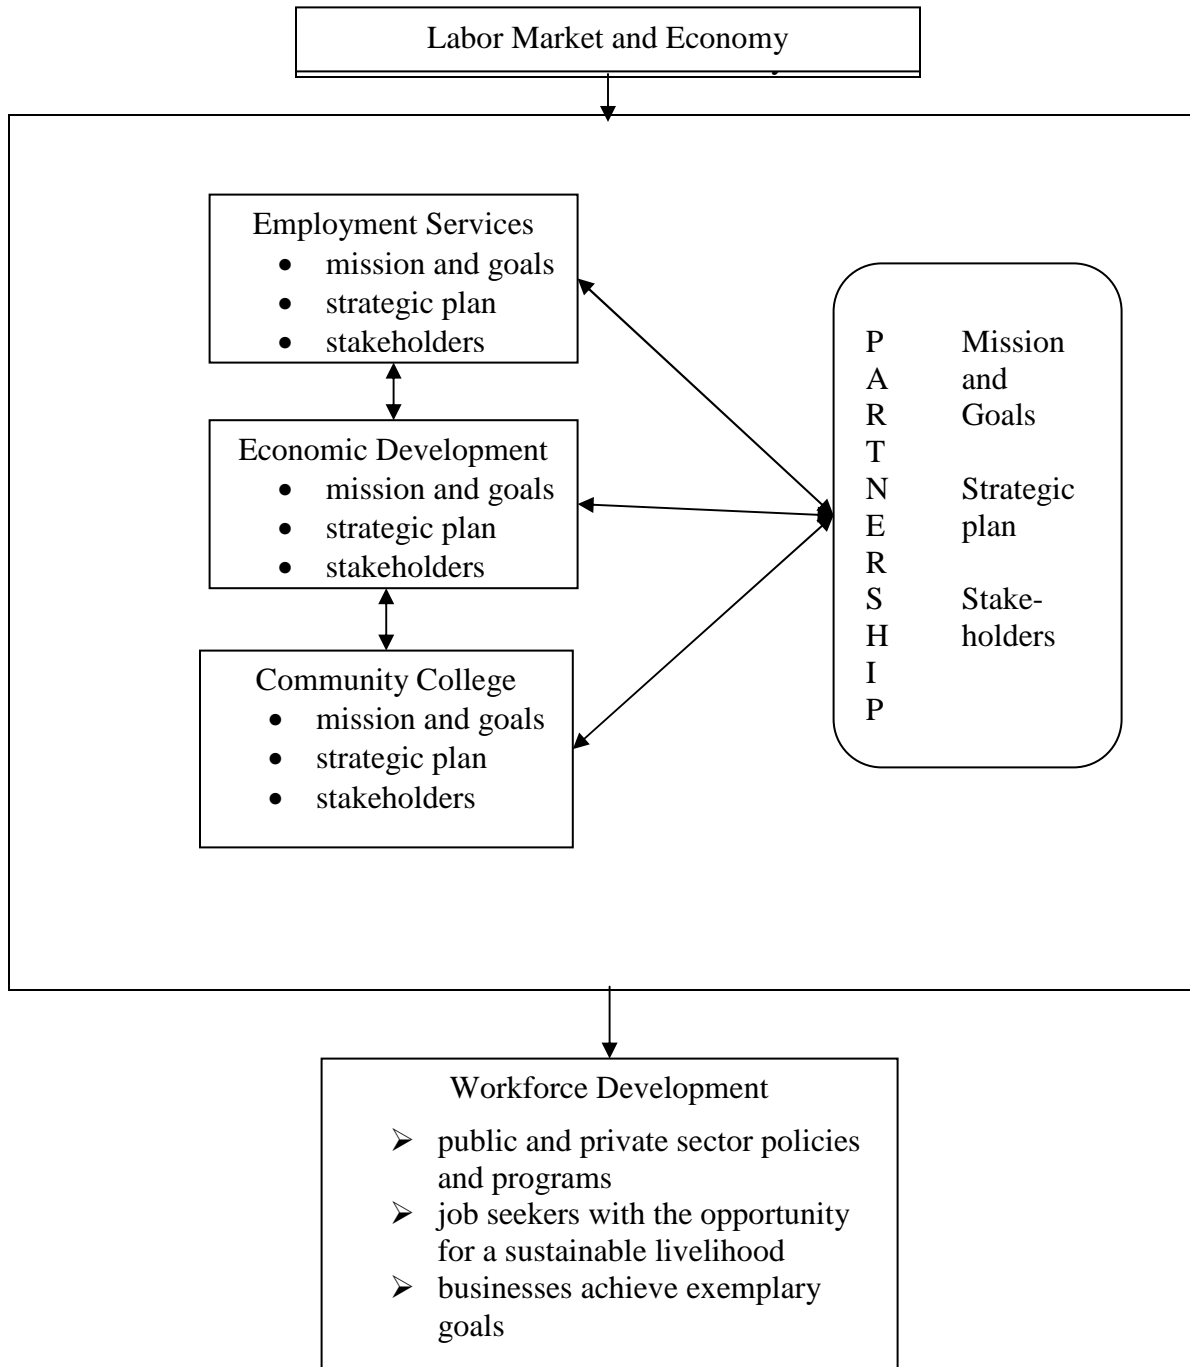 Labor Market and Economy
Employment Services
• mission and goals
• strategic plan
• stakeholders
Economic Development
• mission and goals
• strategic plan
• stakeholders
Community College
• mission and goals
• strategic plan
• stakeholders
P
A
R
T
N
E
R
S
H
I
P
Mission
and
Goals
Strategic
plan
Stake-
holders
Workforce Development
➢ public and private sector policies
and programs
➢ job seekers with the opportunity
for a sustainable livelihood
➢ businesses achieve exemplary
goals